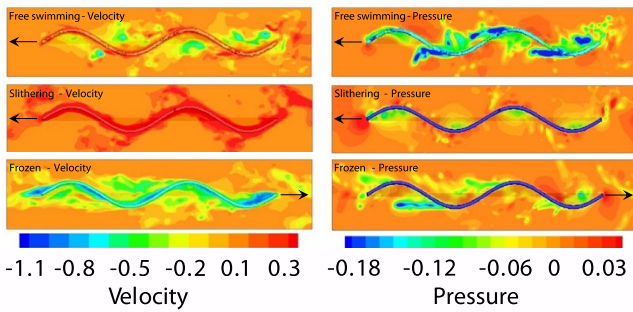 Free swimming - Velocity
Free swimming - Pressure
Slithering - Velocity
Slithering - Pressure
Frozen - Velocity
Frozen - Pressure
-1.1 -0.8 -0.5 -0.2 0.1 0.3
-0.18 -0.12 -0.06 0 0.03
Velocity
Pressure